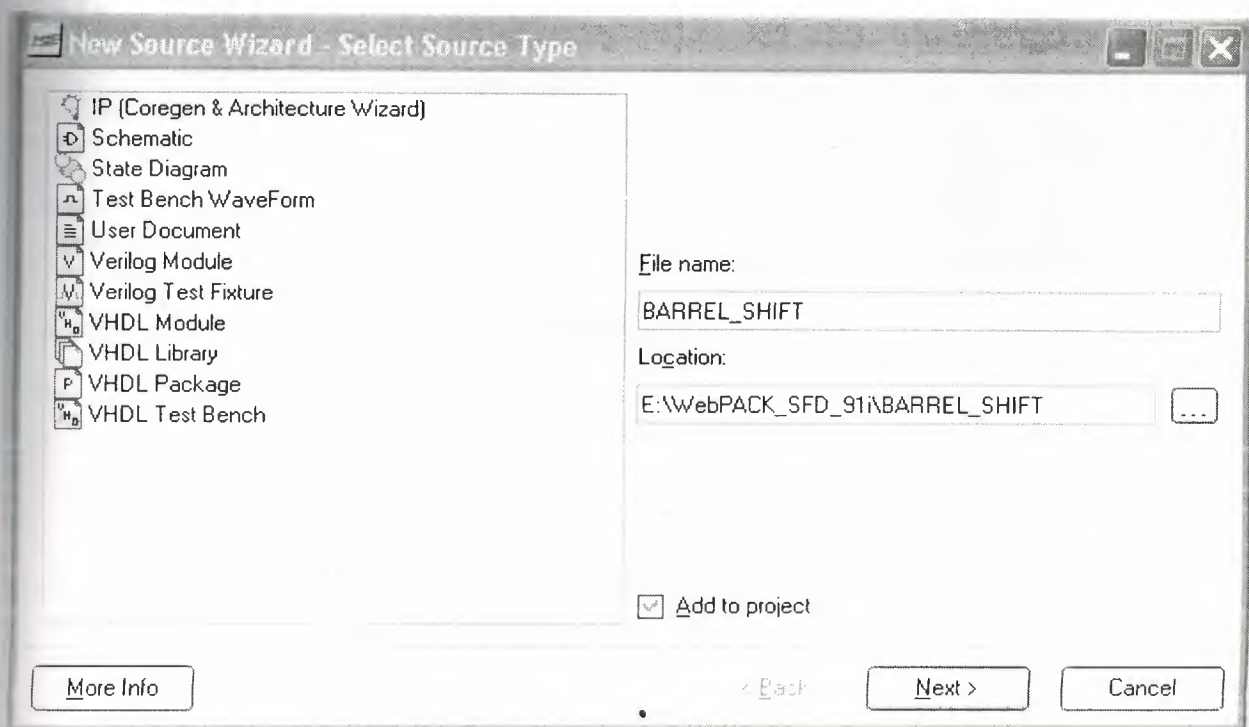 New Source Wizard - Select Source Type
IP (Coregen & Architecture Wizard)
Schematic
State Diagram
Test Bench WaveForm
User Document
Verilog Module
Verilog Test Fixture
VHDL Module
VHDL Library
VHDL Package
VHDL Test Bench
File name:
BARREL_SHIFT
Location:
E:\WebPACK_SFD_91i\BARREL_SHIFT
...
Add to project
More Info
< Back
Next >
Cancel